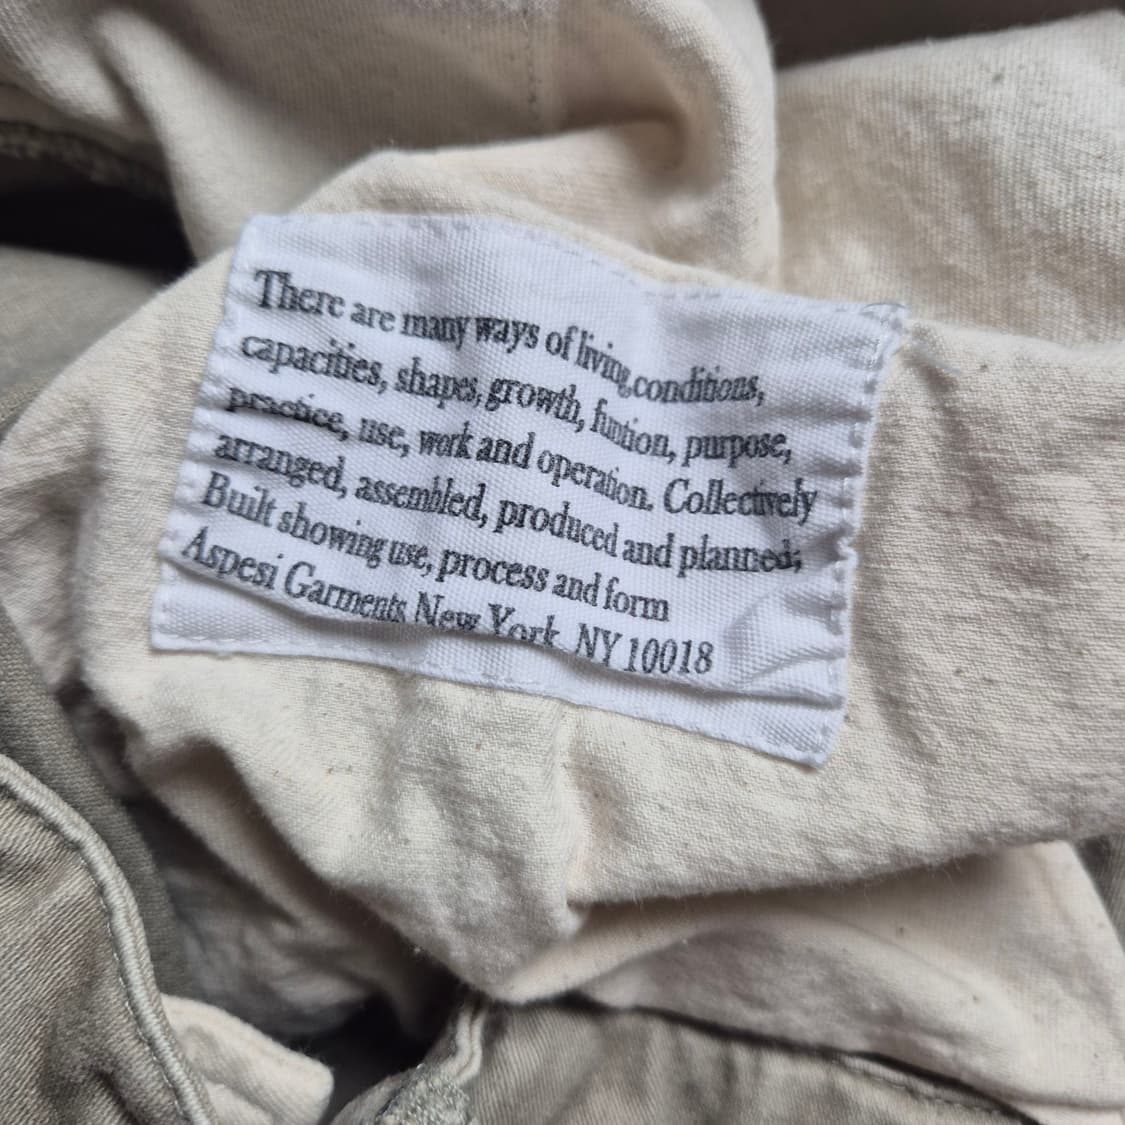 There are many ways of living,conditions,
capacities, shapes, growth, funtion, purpose,
practice, use, work and operation. Collectively
arranged, assembled, produced and planned;
Built showing use, process and form
Aspesi Garments New York, NY 10018